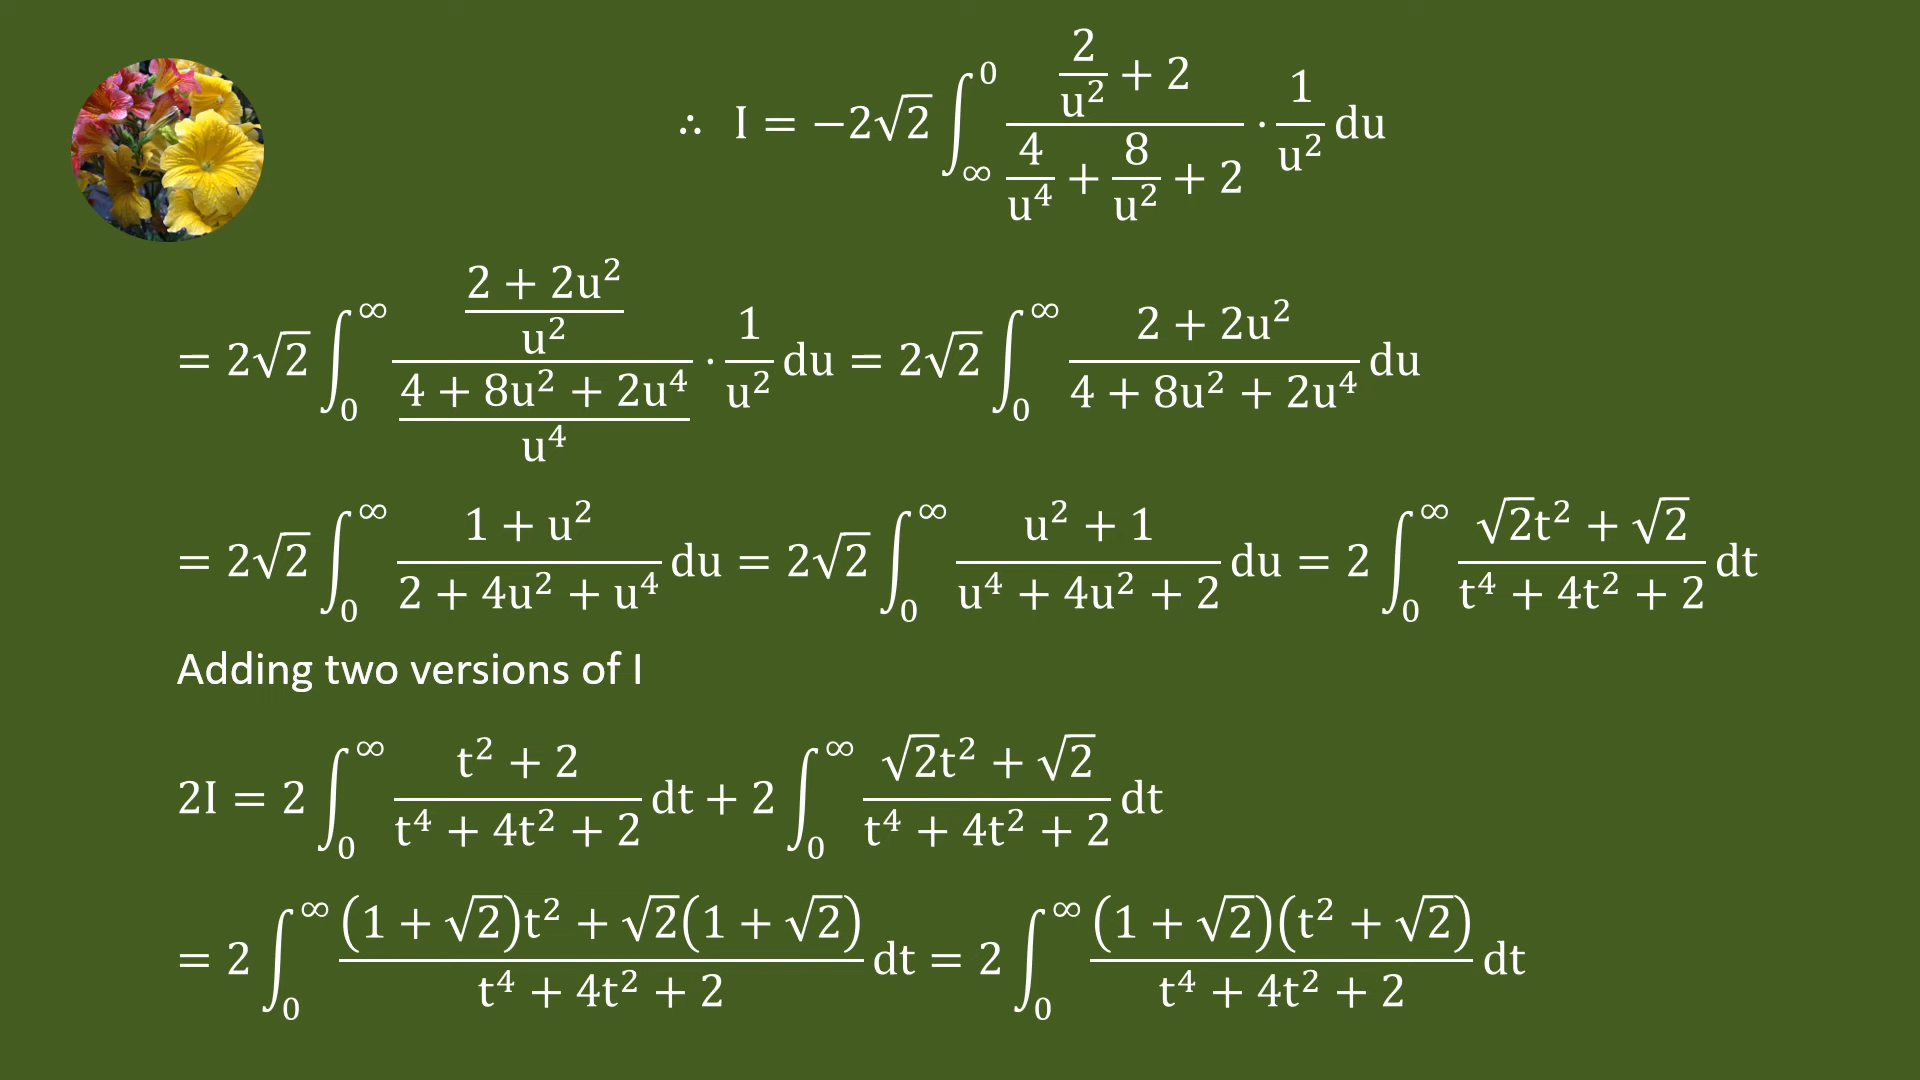 ∴ I = −2√2 ∫_∞^0 (2/u² + 2)/(4/u⁴ + 8/u² + 2) · 1/u² du
= 2√2 ∫_0^∞ ((2 + 2u²)/u²)/((4 + 8u² + 2u⁴)/u⁴) · 1/u² du = 2√2 ∫_0^∞ (2 + 2u²)/(4 + 8u² + 2u⁴) du
= 2√2 ∫_0^∞ (1 + u²)/(2 + 4u² + u⁴) du = 2√2 ∫_0^∞ (u² + 1)/(u⁴ + 4u² + 2) du = 2 ∫_0^∞ (√2t² + √2)/(t⁴ + 4t² + 2) dt
Adding two versions of I
2I = 2 ∫_0^∞ (t² + 2)/(t⁴ + 4t² + 2) dt + 2 ∫_0^∞ (√2t² + √2)/(t⁴ + 4t² + 2) dt
= 2 ∫_0^∞ ((1 + √2)t² + √2(1 + √2))/(t⁴ + 4t² + 2) dt = 2 ∫_0^∞ ((1 + √2)(t² + √2))/(t⁴ + 4t² + 2) dt